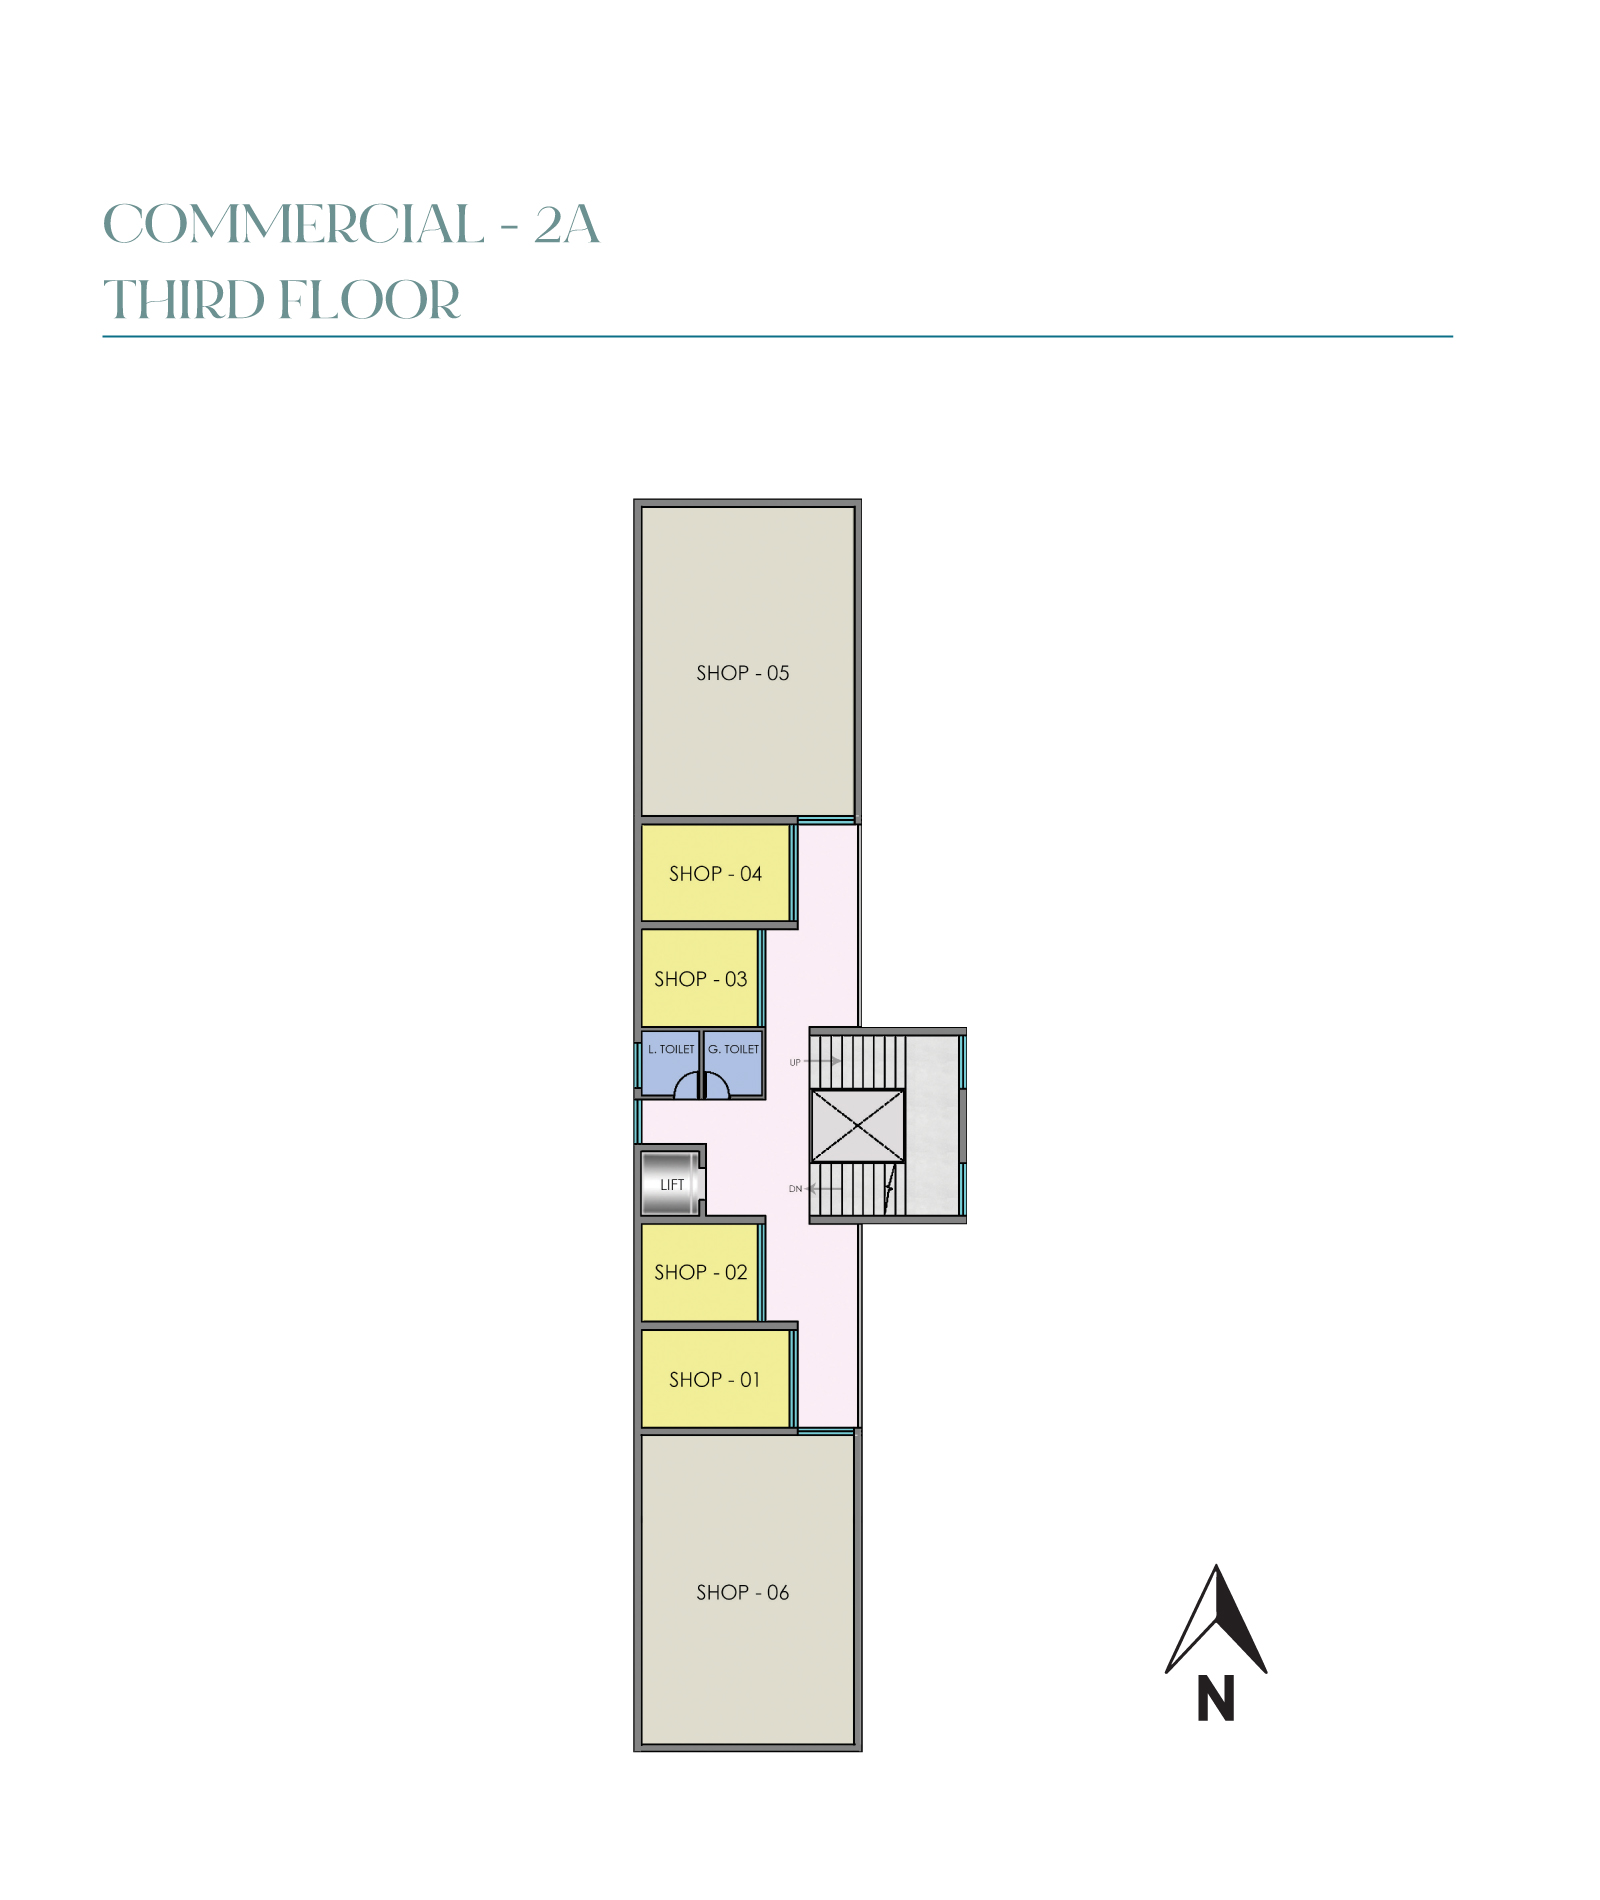 COMMERCIAL - 2A
THIRD FLOOR
SHOP - 05
SHOP - 04
SHOP - 03
L. TOILET
G. TOILET
UP
LIFT
DN
SHOP - 02
SHOP - 01
SHOP - 06
N